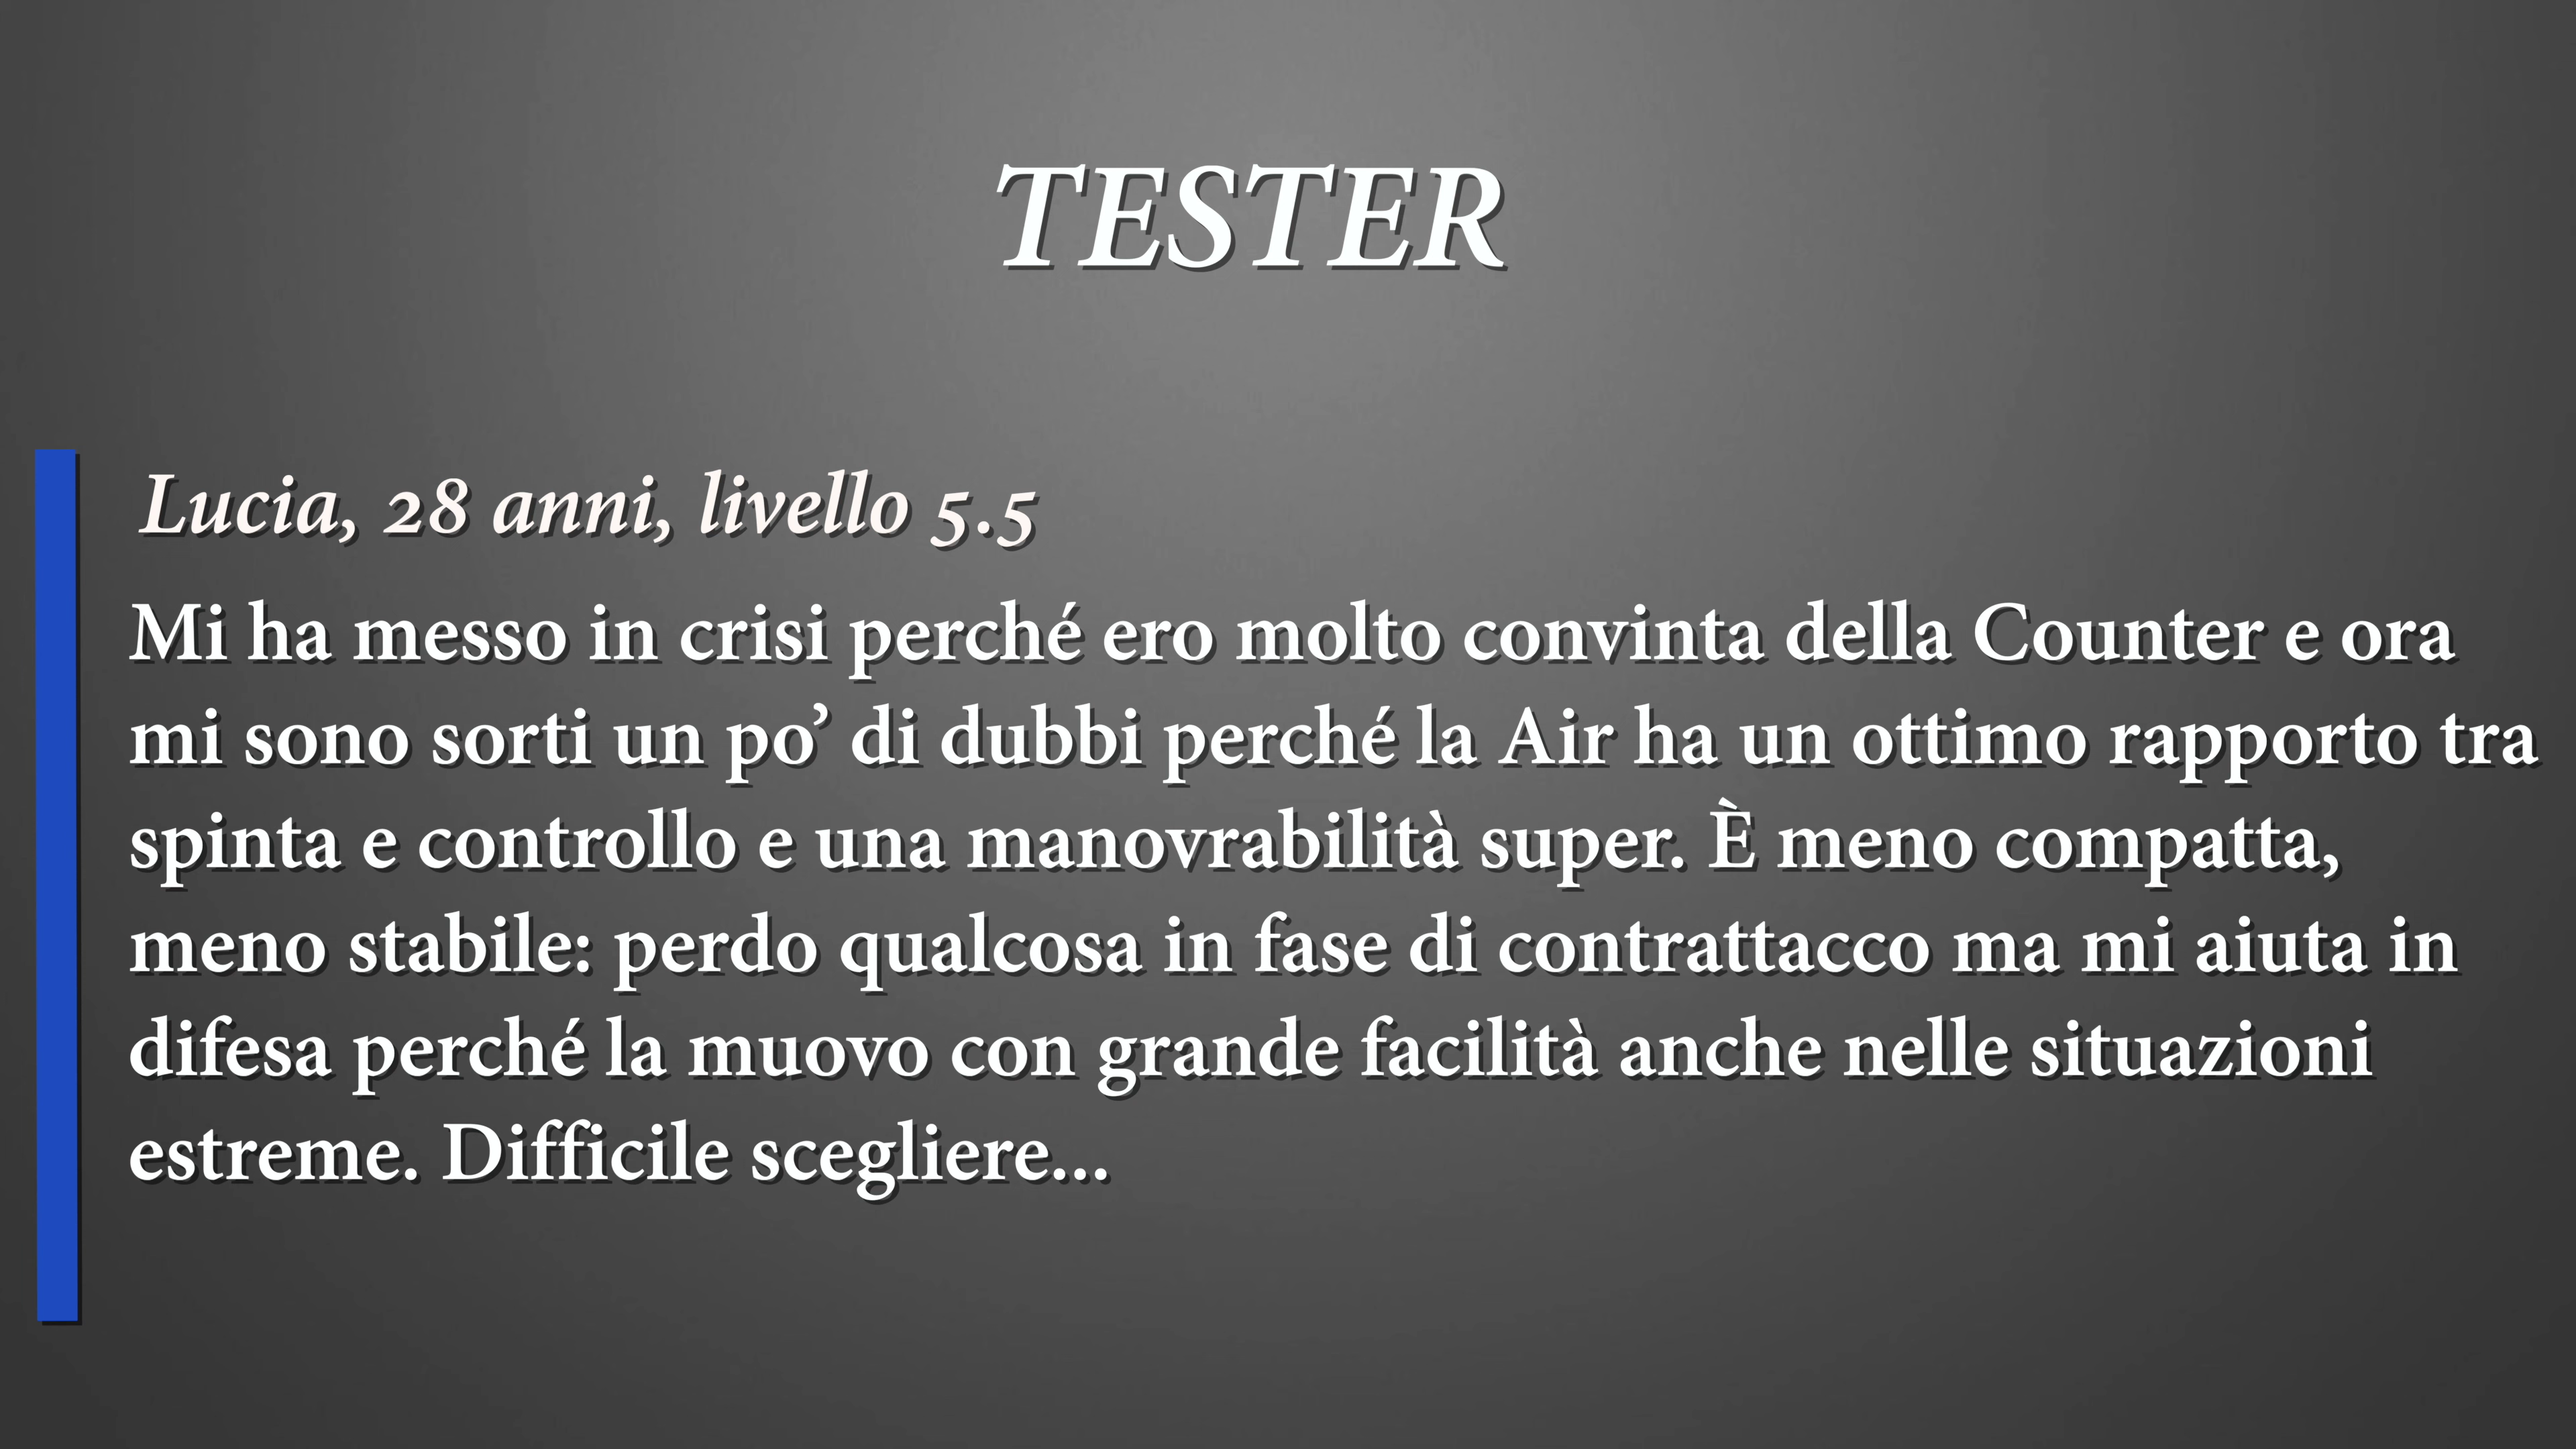 TESTER
Lucia, 28 anni, livello 5.5
Mi ha messo in crisi perché ero molto convinta della Counter e ora
mi sono sorti un po’ di dubbi perché la Air ha un ottimo rapporto tra
spinta e controllo e una manovrabilità super. È meno compatta,
meno stabile: perdo qualcosa in fase di contrattacco ma mi aiuta in
difesa perché la muovo con grande facilità anche nelle situazioni
estreme. Difficile scegliere...